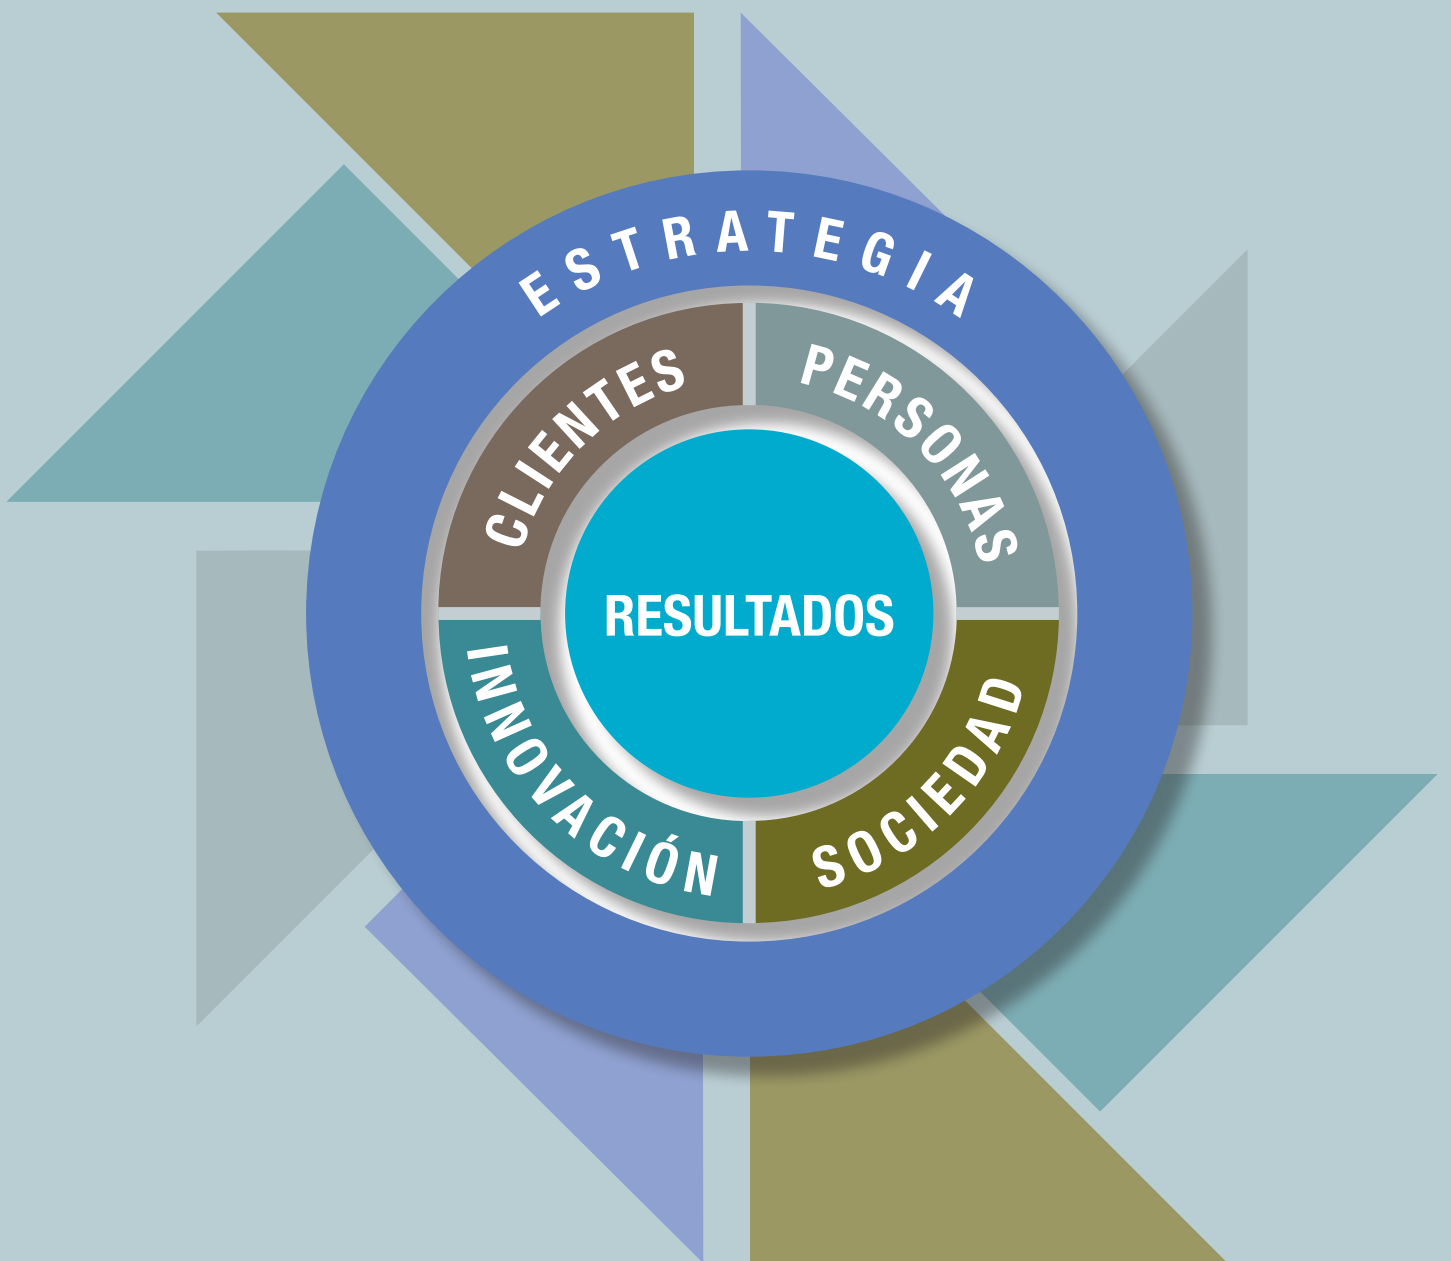 ESTRATEGIA
CLIENTES
PERSONAS
RESULTADOS
INNOVACIÓN
SOCIEDAD